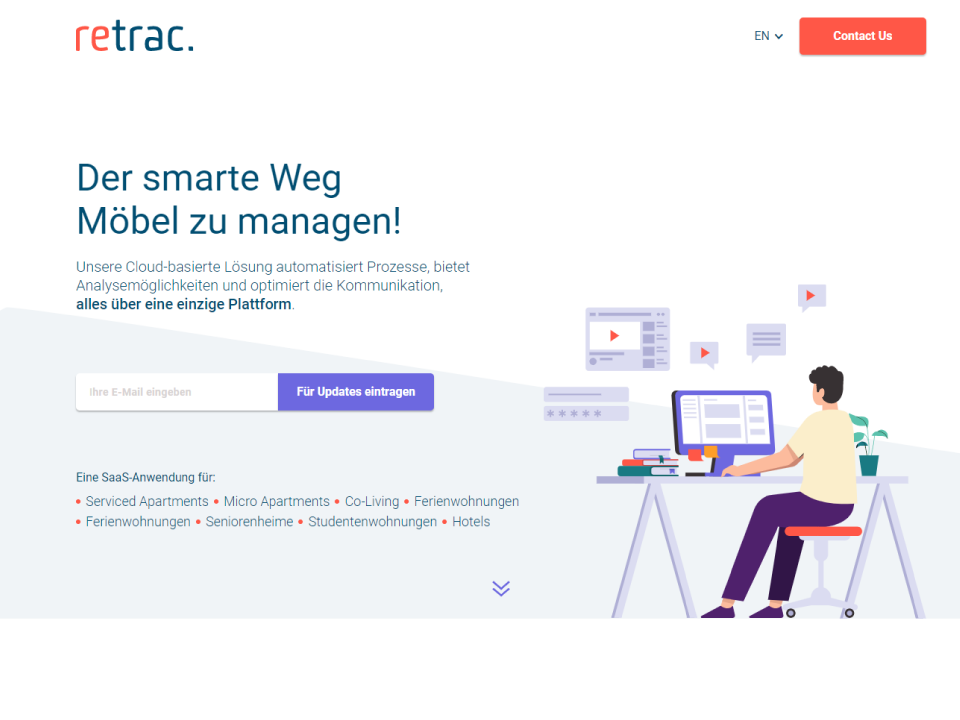 retrac.
EN
Contact Us
Der smarte Weg
Möbel zu managen!
Unsere Cloud-basierte Lösung automatisiert Prozesse, bietet
Analysemöglichkeiten und optimiert die Kommunikation,
alles über eine einzige Plattform.
Ihre E-Mail eingeben
Für Updates eintragen
*****
Eine SaaS-Anwendung für:
• Serviced Apartments • Micro Apartments • Co-Living • Ferienwohnungen
• Ferienwohnungen • Seniorenheime • Studentenwohnungen • Hotels